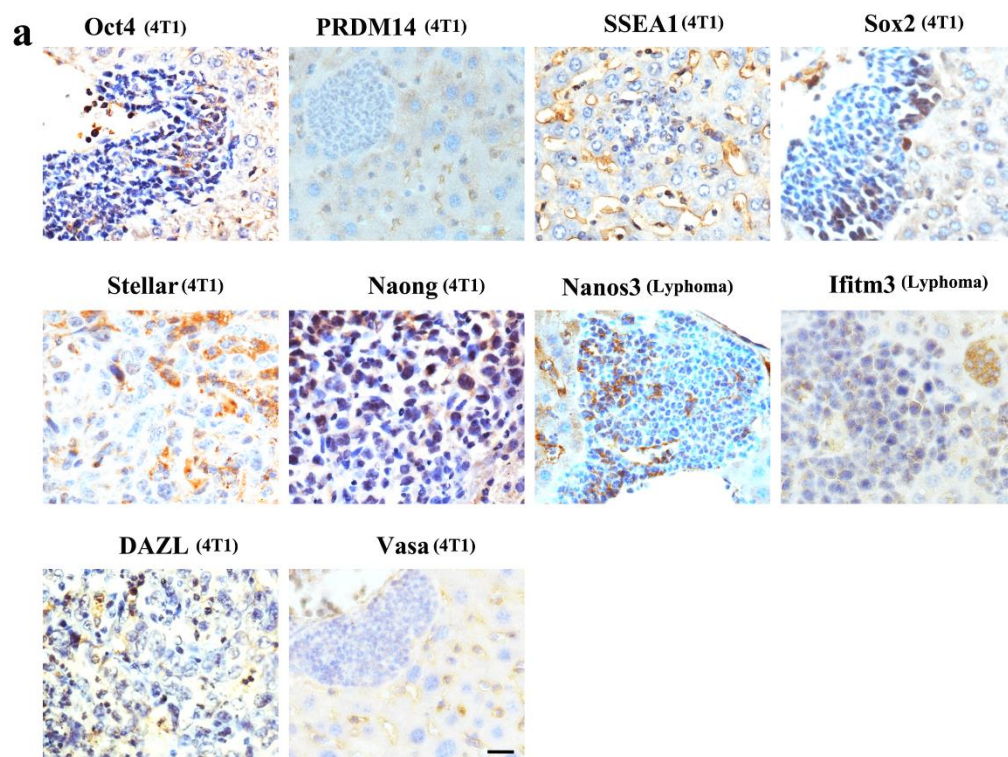 a
Oct4 (4T1) PRDM14 (4T1) SSEA1(4T1) Sox2 (4T1)
Stellar(4T1) Naong (4T1) Nanos3 (Lyphoma) Ifitm3 (Lyphoma)
DAZL (4T1) Vasa(4T1)